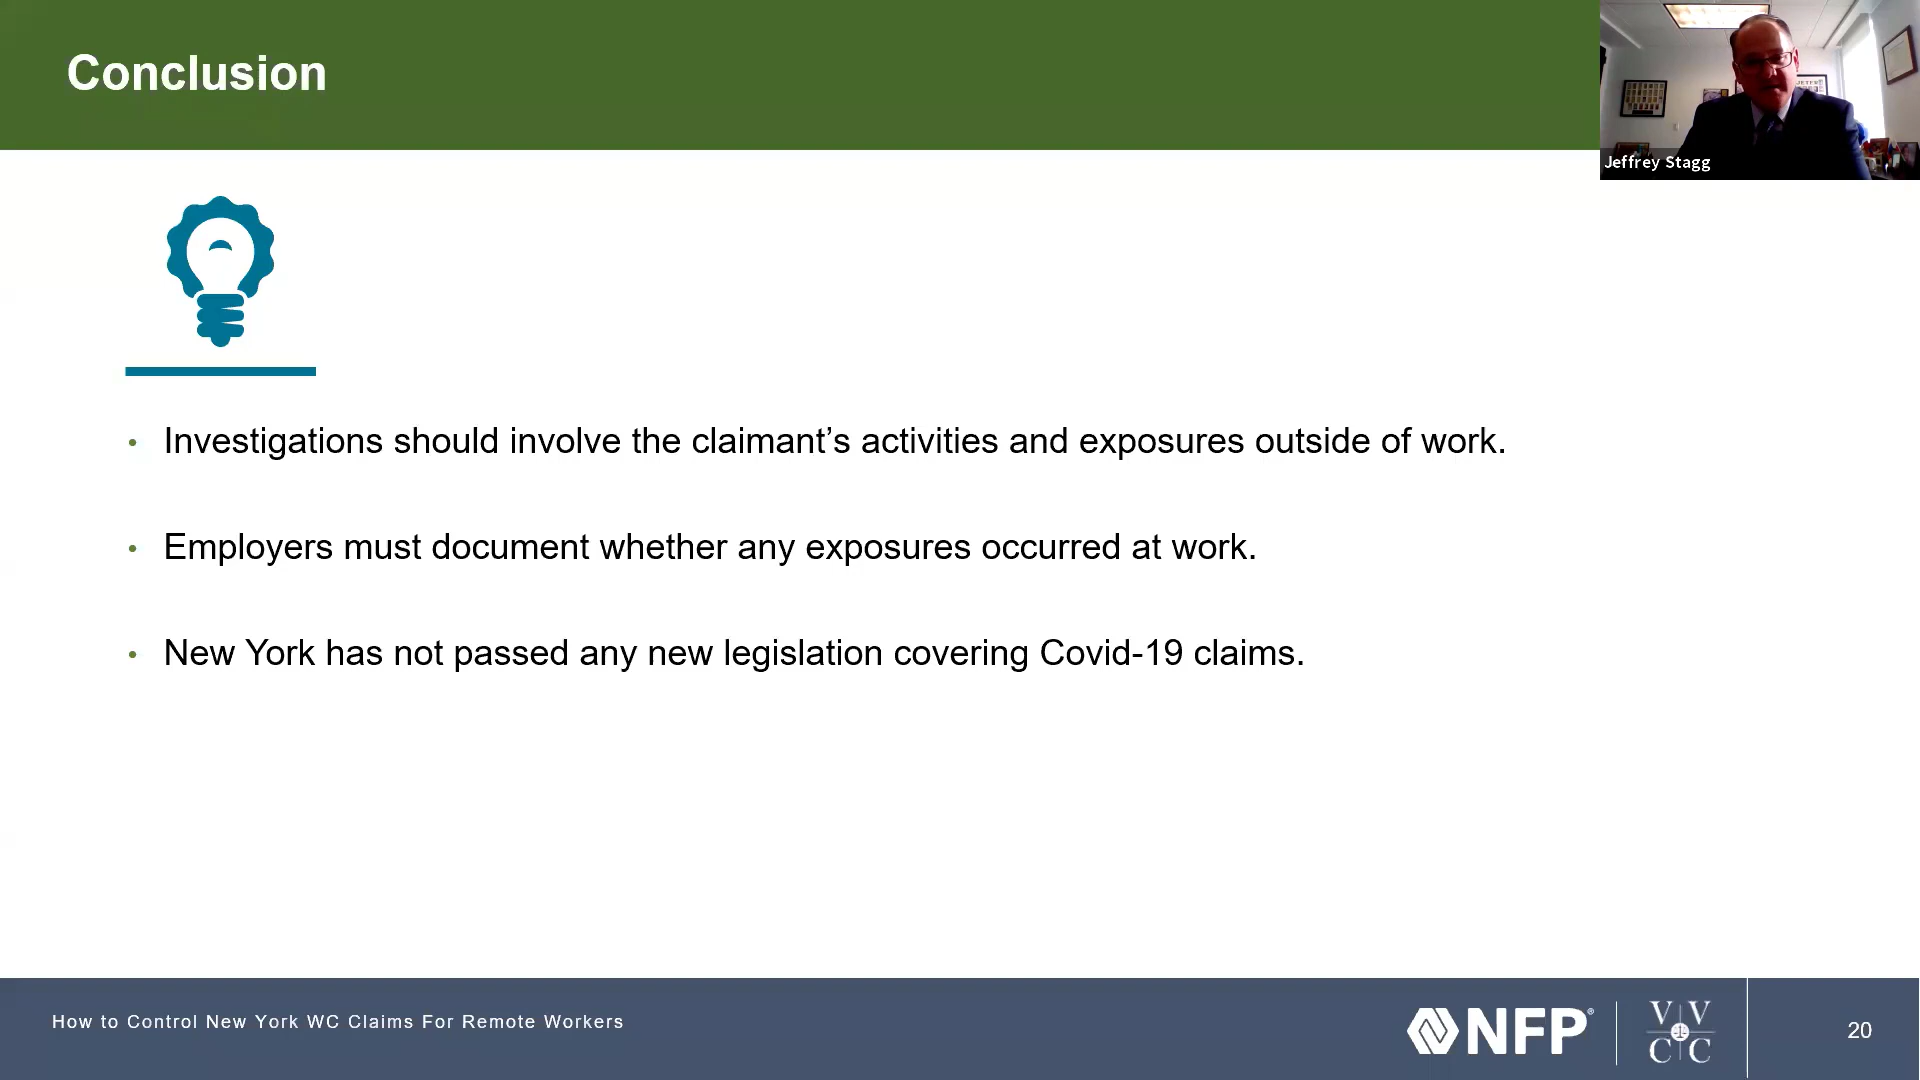 Conclusion
Jeffrey Stagg
• Investigations should involve the claimant’s activities and exposures outside of work.
• Employers must document whether any exposures occurred at work.
• New York has not passed any new legislation covering Covid-19 claims.
How to Control New York WC Claims For Remote Workers
NFP®
V V
C C
20